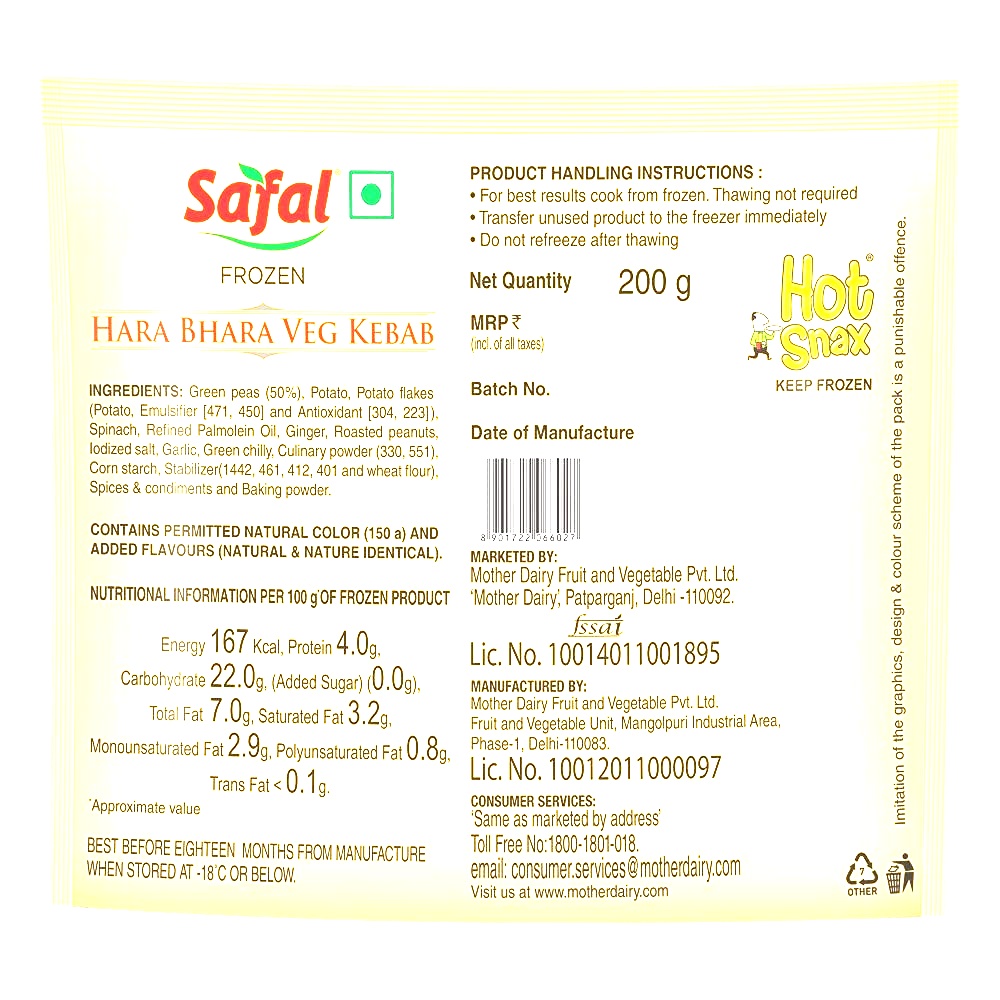 Safal
FROZEN
HARA BHARA VEG KEBAB
INGREDIENTS: Green peas (50%), Potato, Potato flakes
(Potato, Emulsifier [471, 450] and Antioxidant [304, 223]),
Spinach, Refined Palmolein Oil, Ginger, Roasted peanuts,
Iodized salt, Garlic, Green chilly, Culinary powder (330, 551),
Corn starch, Stabilizer(1442, 461, 412, 401 and wheat flour),
Spices & condiments and Baking powder.
CONTAINS PERMITTED NATURAL COLOR (150 a) AND
ADDED FLAVOURS (NATURAL & NATURE IDENTICAL).
NUTRITIONAL INFORMATION PER 100 g*OF FROZEN PRODUCT
Energy 167 Kcal, Protein 4.0g,
Carbohydrate 22.0g, (Added Sugar) (0.0g),
Total Fat 7.0g, Saturated Fat 3.2g,
Monounsaturated Fat 2.9g, Polyunsaturated Fat 0.8g,
Trans Fat < 0.1g.
*Approximate value
BEST BEFORE EIGHTEEN MONTHS FROM MANUFACTURE
WHEN STORED AT -18°C OR BELOW.
PRODUCT HANDLING INSTRUCTIONS :
• For best results cook from frozen. Thawing not required
• Transfer unused product to the freezer immediately
• Do not refreeze after thawing
Net Quantity 200 g
MRP ₹
(incl. of all taxes)
Batch No.
Date of Manufacture
Hot®
Snax
KEEP FROZEN
8 901722 066027
MARKETED BY:
Mother Dairy Fruit and Vegetable Pvt. Ltd.
'Mother Dairy', Patparganj, Delhi -110092.
fssai
Lic. No. 10014011001895
MANUFACTURED BY:
Mother Dairy Fruit and Vegetable Pvt. Ltd.
Fruit and Vegetable Unit, Mangolpuri Industrial Area,
Phase-1, Delhi-110083.
Lic. No. 10012011000097
CONSUMER SERVICES:
'Same as marketed by address'
Toll Free No:1800-1801-018.
email: consumer.services@motherdairy.com
Visit us at www.motherdairy.com
Imitation of the graphics, design & colour scheme of the pack is a punishable offence.
7
OTHER